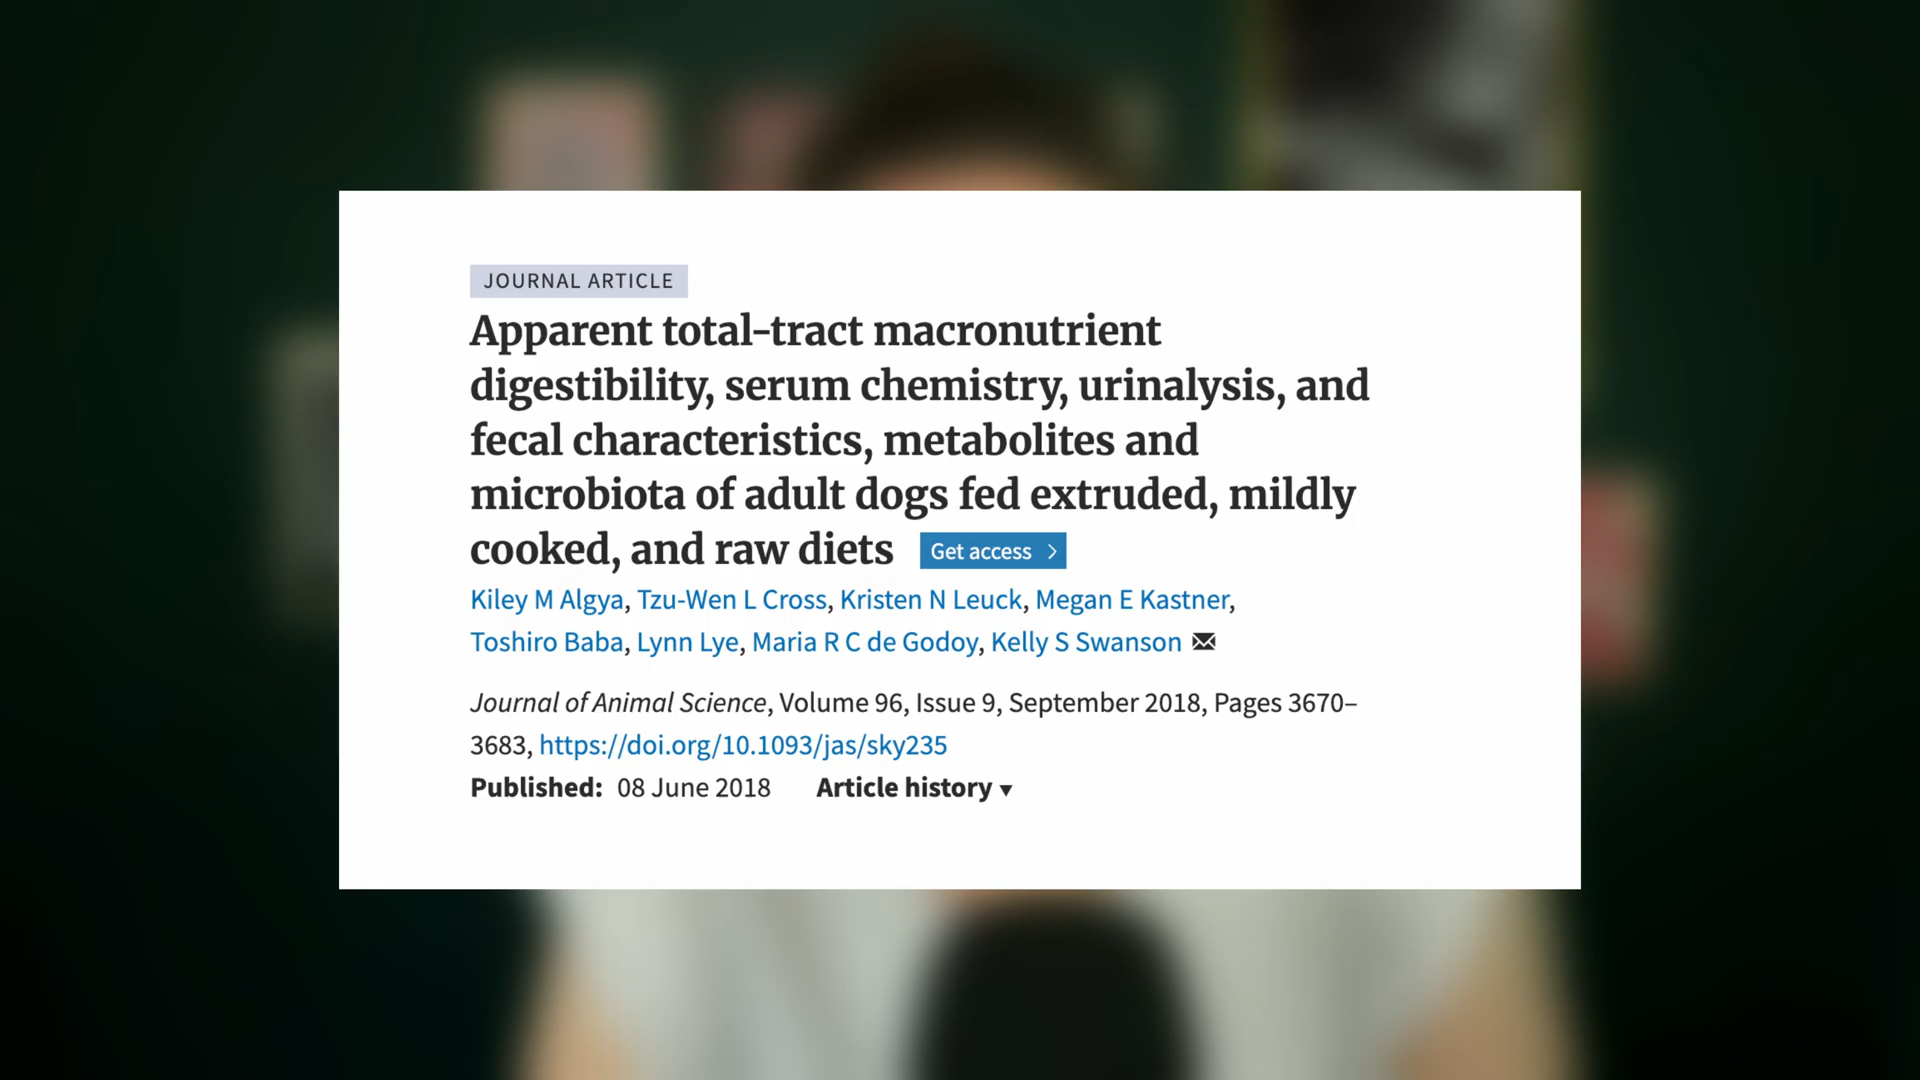 JOURNAL ARTICLE
Apparent total-tract macronutrient
digestibility, serum chemistry, urinalysis, and
fecal characteristics, metabolites and
microbiota of adult dogs fed extruded, mildly
cooked, and raw diets Get access >
Kiley M Algya, Tzu-Wen L Cross, Kristen N Leuck, Megan E Kastner,
Toshiro Baba, Lynn Lye, Maria R C de Godoy, Kelly S Swanson
Journal of Animal Science, Volume 96, Issue 9, September 2018, Pages 3670–
3683, https://doi.org/10.1093/jas/sky235
Published: 08 June 2018 Article history ▼